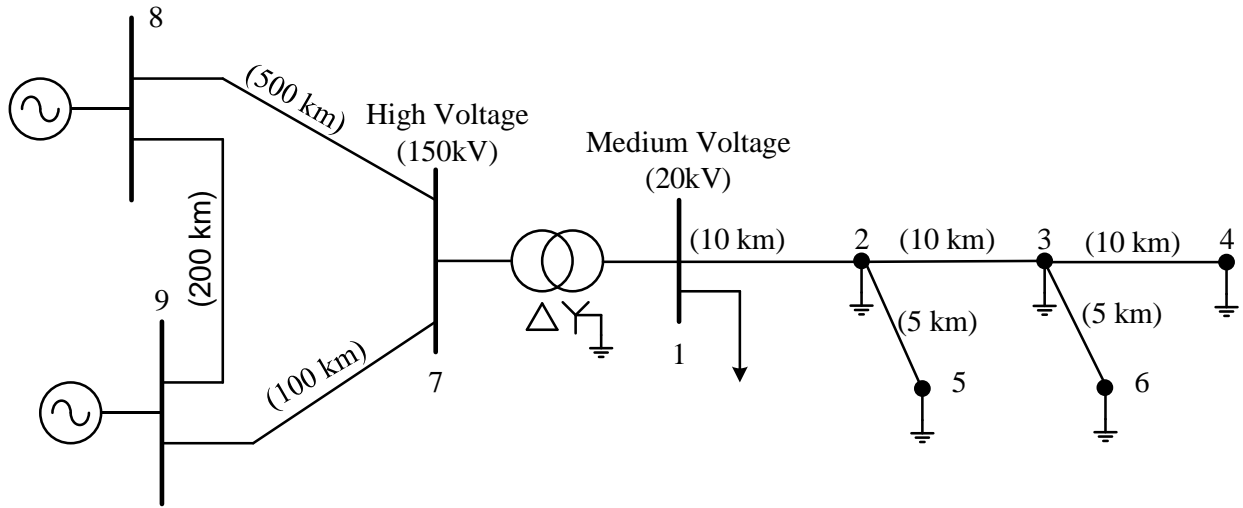 8
(500 km)
High Voltage
(150kV)
Medium Voltage
(20kV)
(200 km)
(10 km)
2
(10 km)
3
(10 km)
4
9
(5 km)
(5 km)
(100 km)
7
1
5
6